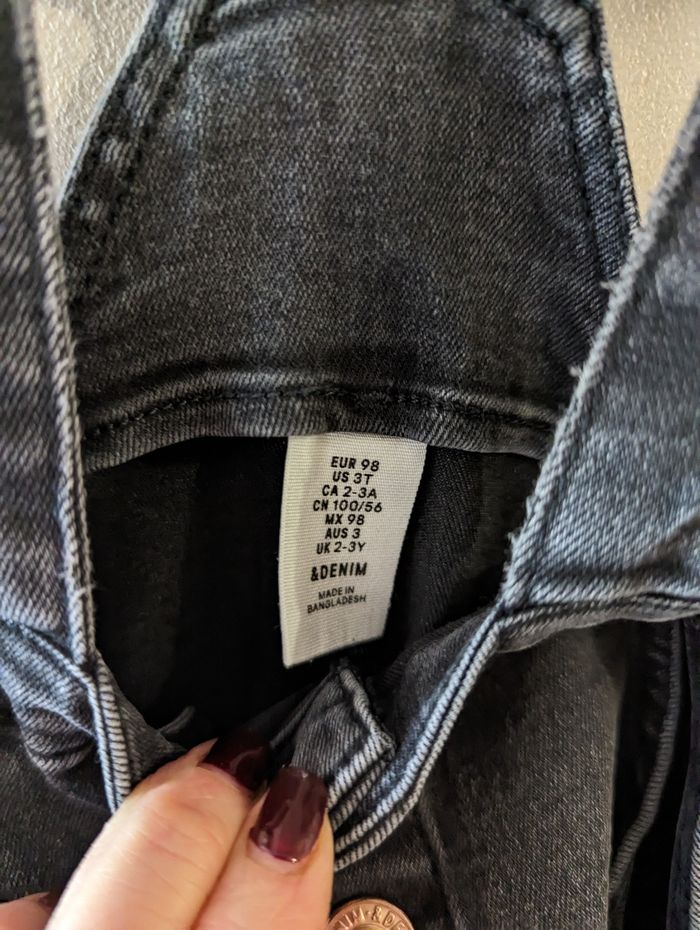 EUR 98
US 3T
CA 2-3A
CN 100/56
MX 98
AUS 3
UK 2-3Y
&DENIM
MADE IN
BANGLADESH